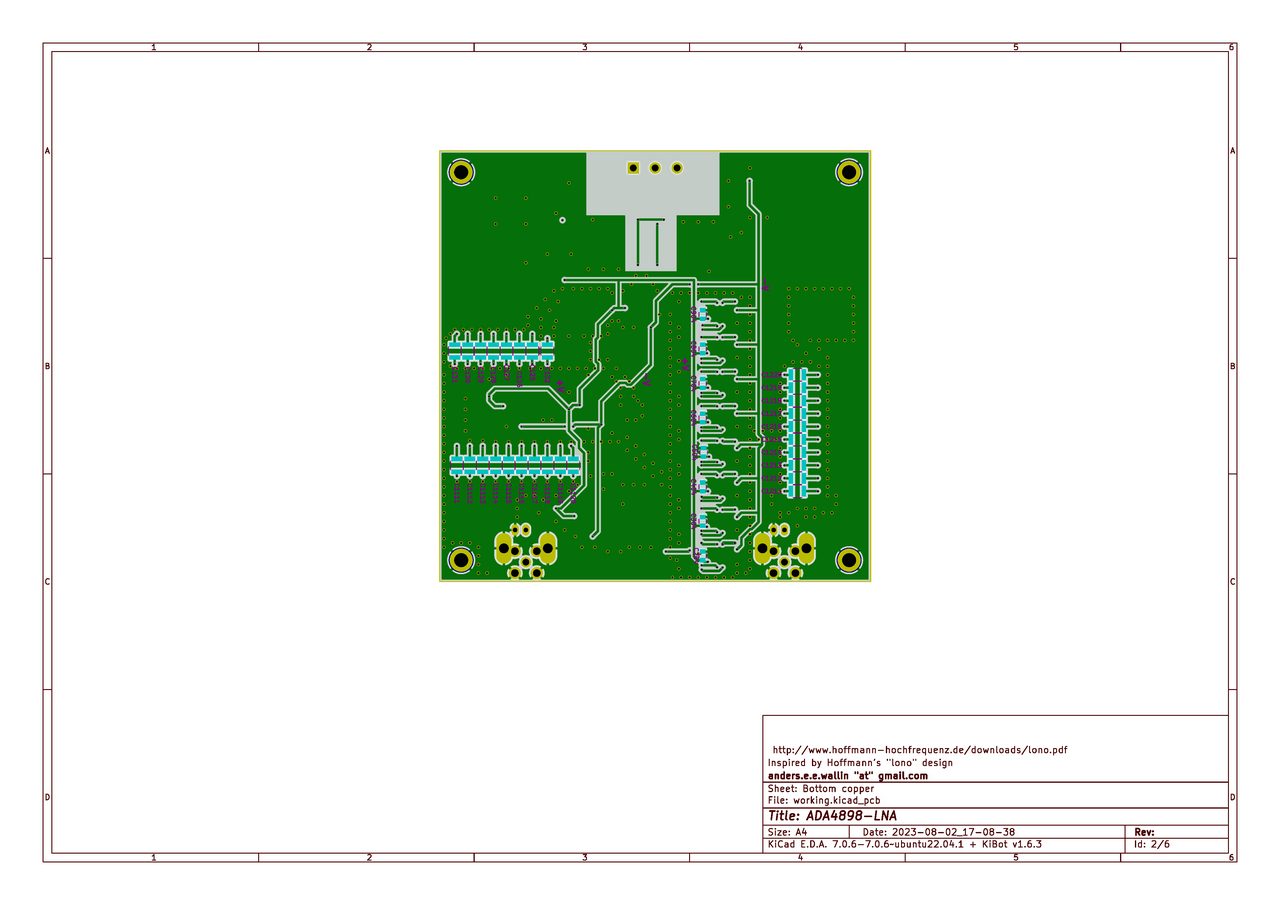 1 2 3 4 5 6
A A
B B
C C
D D
http://www.hoffmann-hochfrequenz.de/downloads/lono.pdf
Inspired by Hoffmann's "lono" design
anders.e.e.wallin "at" gmail.com
Sheet: Bottom copper
File: working.kicad_pcb
Title: ADA4898-LNA
Size: A4 Date: 2023-08-02_17-08-38 Rev:
KiCad E.D.A. 7.0.6-7.0.6~ubuntu22.04.1 + KiBot v1.6.3 Id: 2/6
1 2 3 4 5 6